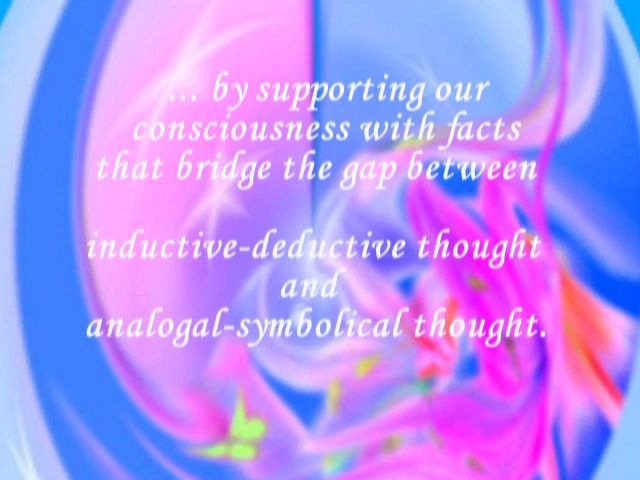 ... by supporting our
consciousness with facts
that bridge the gap between
inductive-deductive thought
and
analogal-symbolical thought.